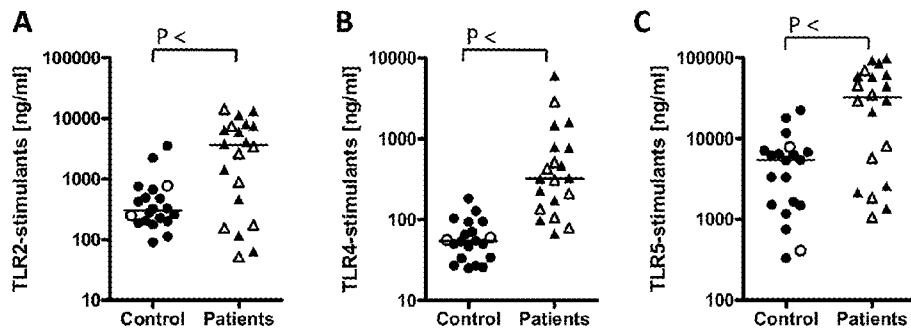 A
P <
TLR2-stimulants [ng/ml]
100000
10000
1000
100
10
Control Patients
B
P <
TLR4-stimulants [ng/ml]
10000
1000
100
10
Control Patients
C
P <
TLR5-stimulants [ng/ml]
100000
10000
1000
100
Control Patients